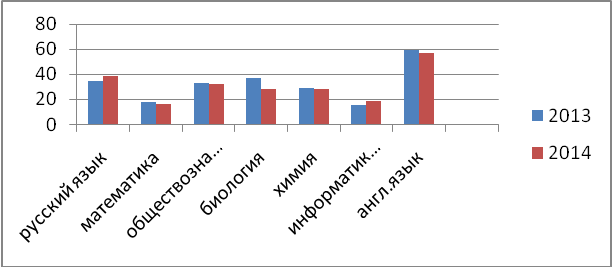 80
60
40
20
0
русский язык
математика
обществозна...
биология
химия
информатик...
англ.язык
2013
2014